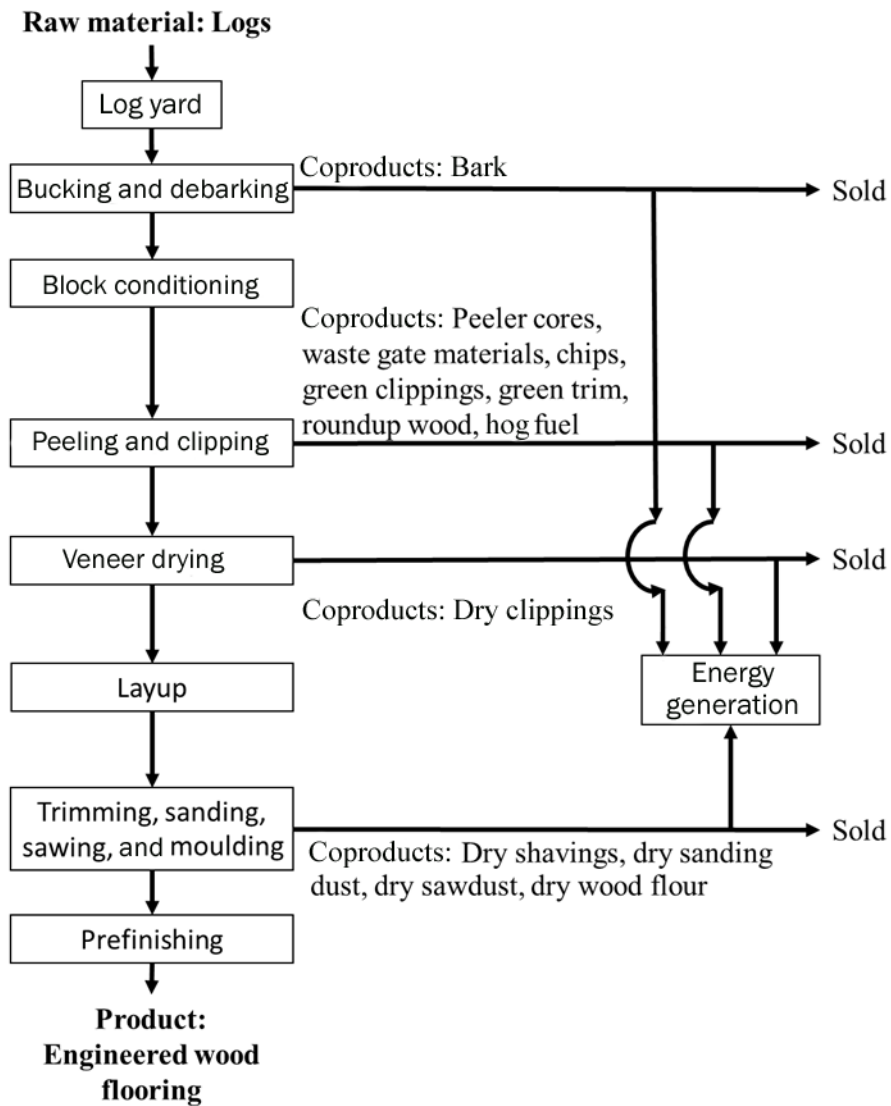 Raw material: Logs
Log yard
Coproducts: Bark
Bucking and debarking
Sold
Block conditioning
Coproducts: Peeler cores,
waste gate materials, chips,
green clippings, green trim,
roundup wood, hog fuel
Peeling and clipping
Sold
Veneer drying
Sold
Coproducts: Dry clippings
Layup
Energy
generation
Trimming, sanding,
sawing, and moulding
Sold
Coproducts: Dry shavings, dry sanding
dust, dry sawdust, dry wood flour
Prefinishing
Product:
Engineered wood
flooring